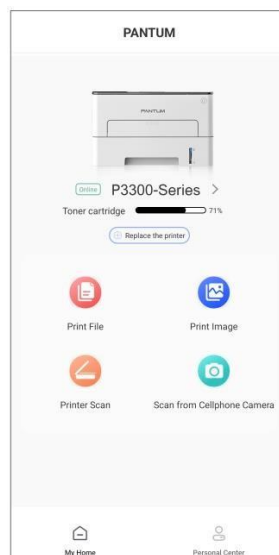 PANTUM
PANTUM
Online P3300-Series >
Toner cartridge 71%
Replace the printer
Print File Print Image
Printer Scan Scan from Cellphone Camera
My Home Personal Center